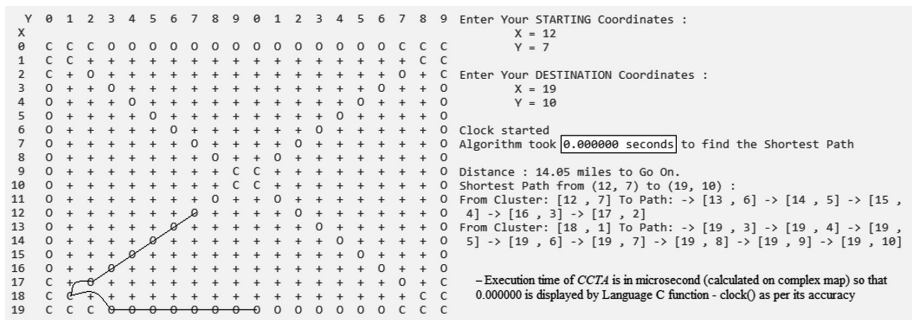 Y 0 1 2 3 4 5 6 7 8 9 0 1 2 3 4 5 6 7 8 9
X
0 C C C O O O O O O O O O O O O O O C C C
1 C C + + + + + + + + + + + + + + + + C C
2 C + O + + + + + + + + + + + + + + O + C
3 O + + O + + + + + + + + + + + + O + + O
4 O + + + O + + + + + + + + + + O + + + O
5 O + + + + O + + + + + + + + O + + + + O
6 O + + + + + O + + + + + + O + + + + + O
7 O + + + + + + O + + + + O + + + + + + O
8 O + + + + + + + O + + O + + + + + + + O
9 O + + + + + + + + C C + + + + + + + + O
10 O + + + + + + + + C C + + + + + + + + O
11 O + + + + + + + O + + O + + + + + + + O
12 O + + + + + + O + + + + O + + + + + + O
13 O + + + + + O + + + + + + O + + + + + O
14 O + + + + O + + + + + + + + O + + + + O
15 O + + + O + + + + + + + + + + O + + + O
16 O + + O + + + + + + + + + + + + O + + O
17 C + O + + + + + + + + + + + + + + O + C
18 C C + + + + + + + + + + + + + + + + C C
19 C C C O O O O O O O O O O O O O O C C C
Enter Your STARTING Coordinates :
X = 12
Y = 7
Enter Your DESTINATION Coordinates :
X = 19
Y = 10
Clock started
Algorithm took 0.000000 seconds to find the Shortest Path
Distance : 14.05 miles to Go On.
Shortest Path from (12, 7) to (19, 10) :
From Cluster: [12 , 7] To Path: -> [13 , 6] -> [14 , 5] -> [15 ,
4] -> [16 , 3] -> [17 , 2]
From Cluster: [18 , 1] To Path: -> [19 , 3] -> [19 , 4] -> [19 ,
5] -> [19 , 6] -> [19 , 7] -> [19 , 8] -> [19 , 9] -> [19 , 10]
– Execution time of CCTA is in microsecond (calculated on complex map) so that
0.000000 is displayed by Language C function - clock() as per its accuracy